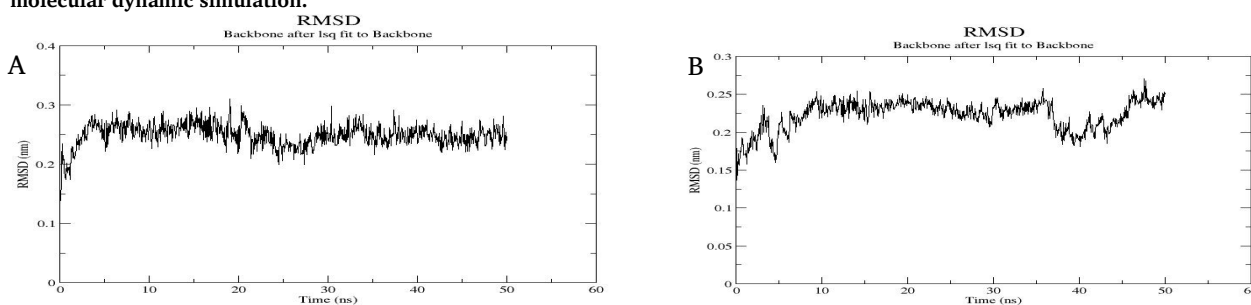 molecular dynamic simulation.
A
RMSD
Backbone after lsq fit to Backbone
0.4
0.3
0.2
0.1
0
RMSD (nm)
0 10 20 30 40 50 60
Time (ns)
B
RMSD
Backbone after lsq fit to Backbone
0.3
0.25
0.2
0.15
0.1
0.05
0
RMSD (nm)
0 10 20 30 40 50 60
Time (ns)